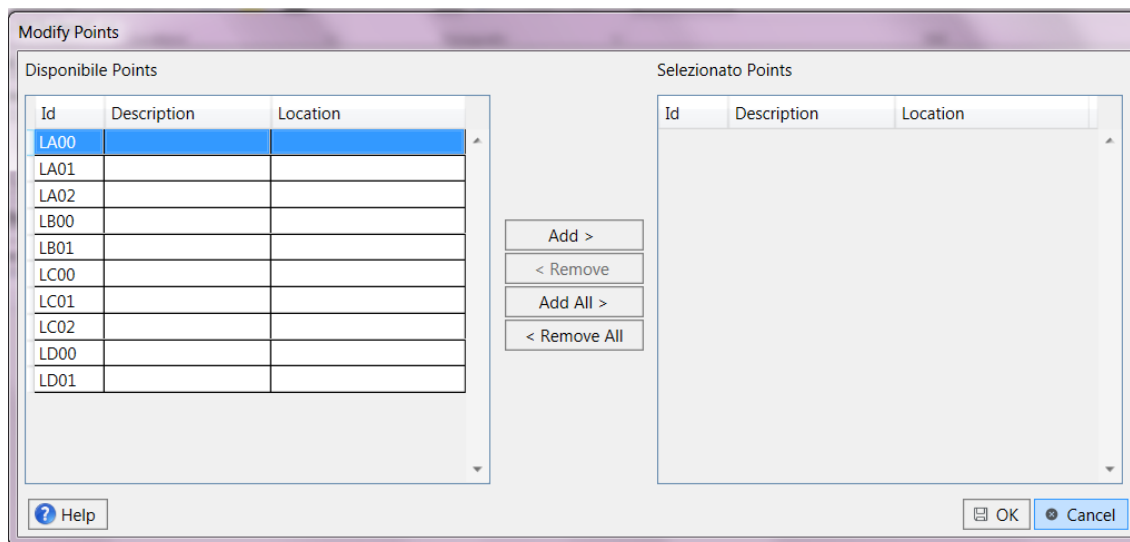 Modify Points
Disponibile Points
Selezionato Points
Id Description Location
Id Description Location
LA00
LA01
LA02
LB00
LB01
LC00
LC01
LC02
LD00
LD01
Add >
< Remove
Add All >
< Remove All
? Help
OK
Cancel